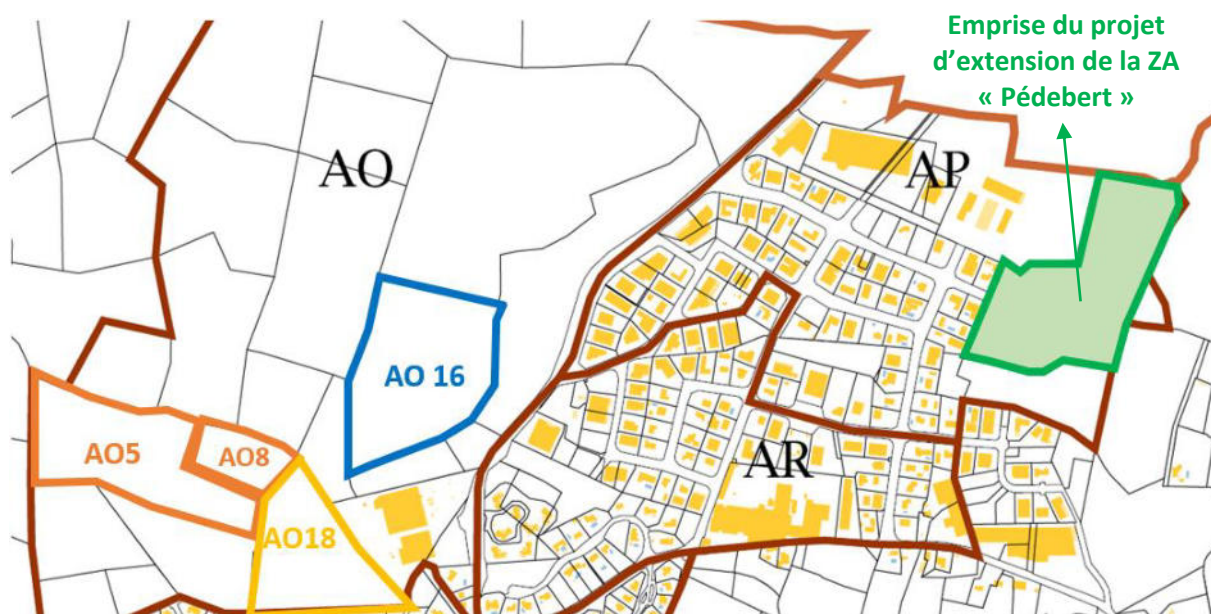 Emprise du projet
d’extension de la ZA
« Pédebert »
AO
AP
AO 16
AO5
AO8
AR
AO18